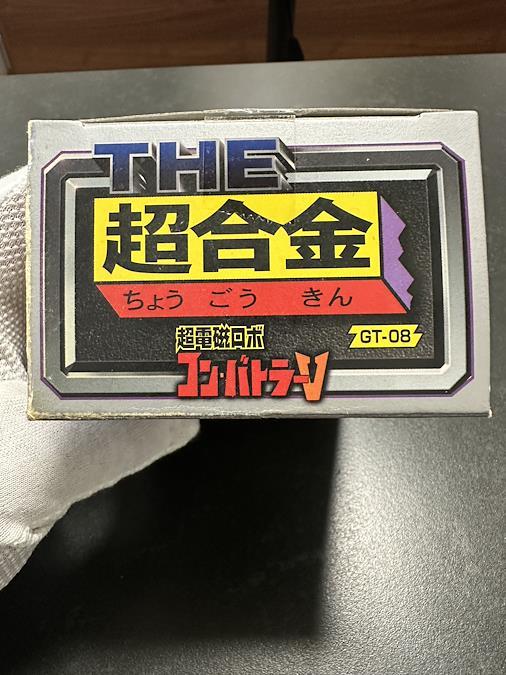 THE
超合金
ちょう ごう きん
超電磁ロボ
コン・バトラーV
GT-08